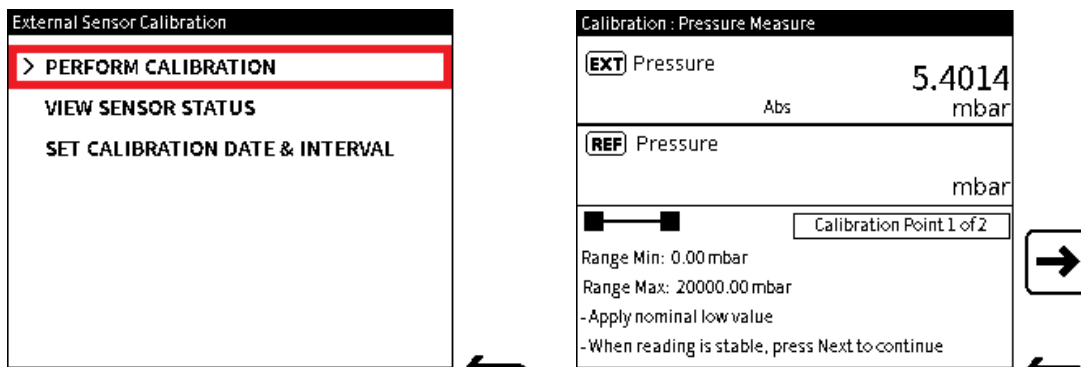 External Sensor Calibration
> PERFORM CALIBRATION
VIEW SENSOR STATUS
SET CALIBRATION DATE & INTERVAL
Calibration : Pressure Measure
EXT Pressure
5.4014
Abs mbar
REF Pressure
mbar
Calibration Point 1 of 2
Range Min: 0.00 mbar
Range Max: 20000.00 mbar
- Apply nominal low value
- When reading is stable, press Next to continue